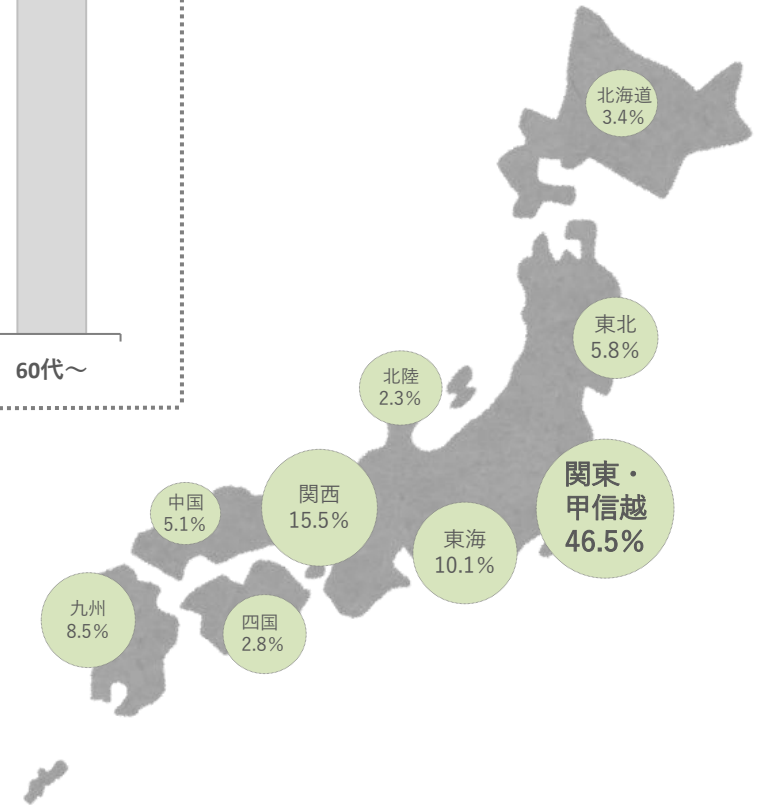 北海道
3.4%
東北
5.8%
60代～
北陸
2.3%
関東・
甲信越
46.5%
関西
15.5%
中国
5.1%
東海
10.1%
九州
8.5%
四国
2.8%